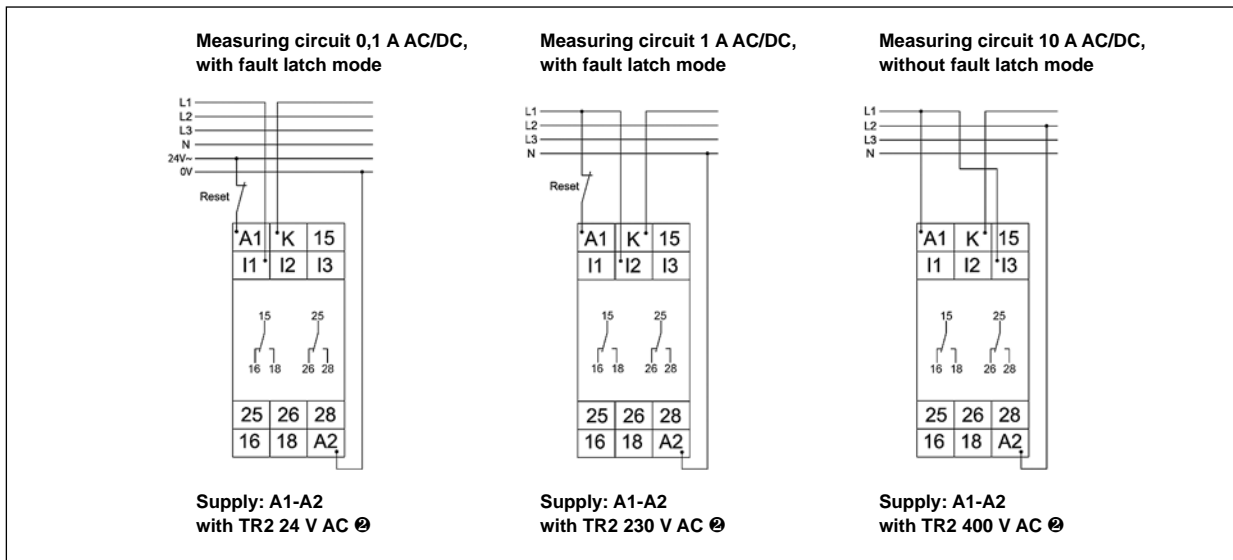 Measuring circuit 0,1 A AC/DC,
with fault latch mode
L1
L2
L3
N
24V~
0V
Reset
A1 K 15
I1 I2 I3
15 25
16 18 26 28
25 26 28
16 18 A2
Supply: A1-A2
with TR2 24 V AC ❷
Measuring circuit 1 A AC/DC,
with fault latch mode
L1
L2
L3
N
Reset
A1 K 15
I1 I2 I3
15 25
16 18 26 28
25 26 28
16 18 A2
Supply: A1-A2
with TR2 230 V AC ❷
Measuring circuit 10 A AC/DC,
without fault latch mode
L1
L2
L3
N
A1 K 15
I1 I2 I3
15 25
16 18 26 28
25 26 28
16 18 A2
Supply: A1-A2
with TR2 400 V AC ❷